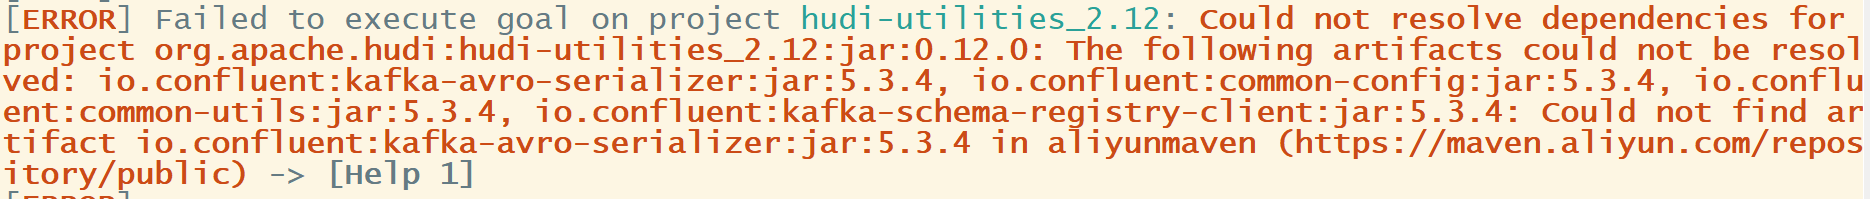 [ERROR] Failed to execute goal on project hudi-utilities_2.12: Could not resolve dependencies for
project org.apache.hudi:hudi-utilities_2.12:jar:0.12.0: The following artifacts could not be resol
ved: io.confluent:kafka-avro-serializer:jar:5.3.4, io.confluent:common-config:jar:5.3.4, io.conflu
ent:common-utils:jar:5.3.4, io.confluent:kafka-schema-registry-client:jar:5.3.4: Could not find ar
tifact io.confluent:kafka-avro-serializer:jar:5.3.4 in aliyunmaven (https://maven.aliyun.com/repos
itory/public) -> [Help 1]
[ERROR]